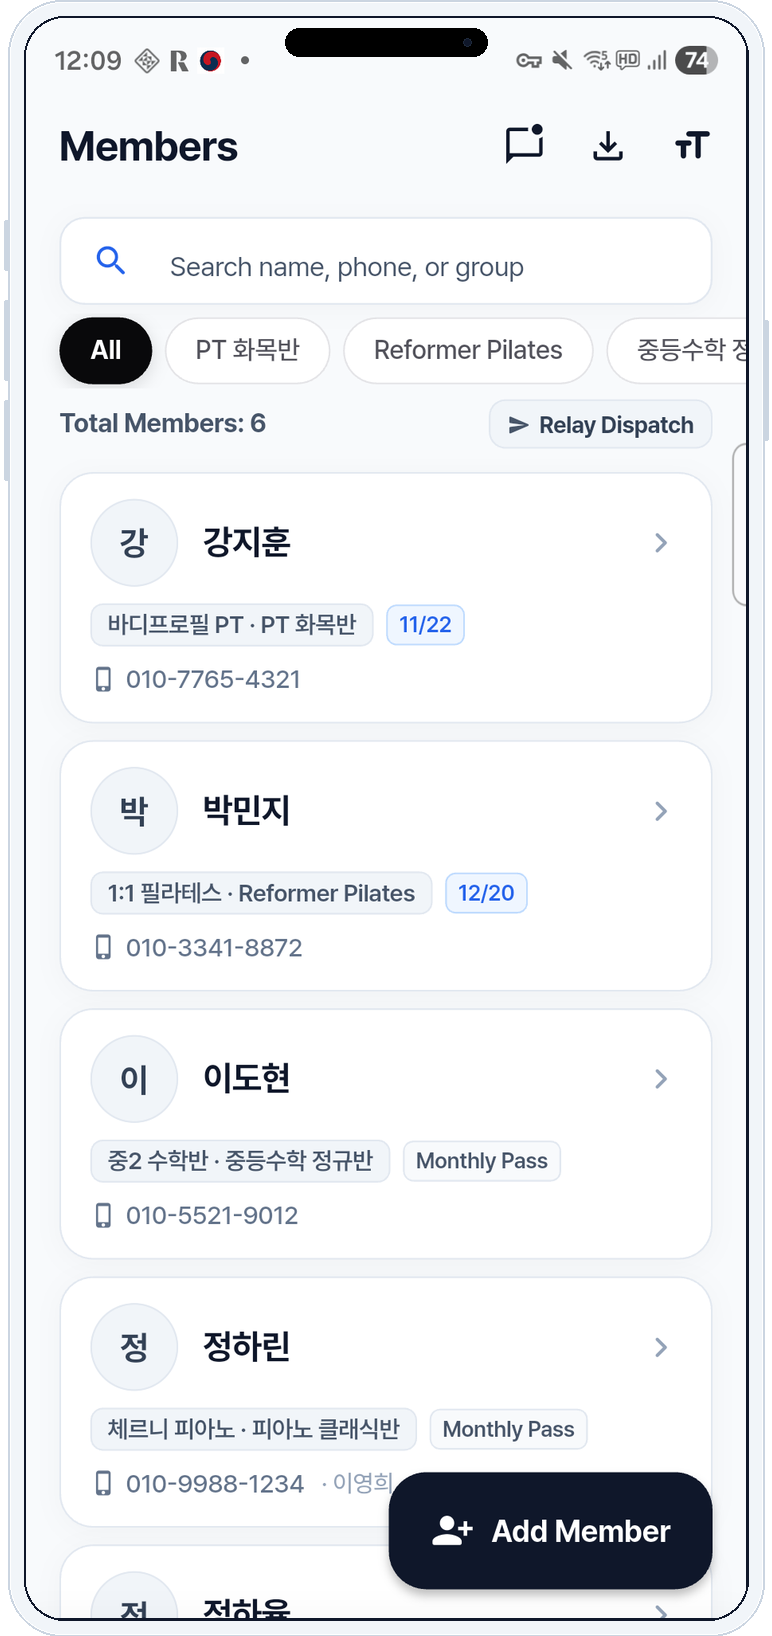 12:09
HD
74
Members
Search name, phone, or group
All
PT 화목반
Reformer Pilates
중등수학
Total Members: 6
Relay Dispatch
강
강지훈
바디프로필 PT · PT 화목반
11/22
010-7765-4321
박
박민지
1:1 필라테스 · Reformer Pilates
12/20
010-3341-8872
이
이도현
중2 수학반 · 중등수학 정규반
Monthly Pass
010-5521-9012
정
정하린
체르니 피아노 · 피아노 클래식반
Monthly Pass
010-9988-1234 · 이영희
Add Member